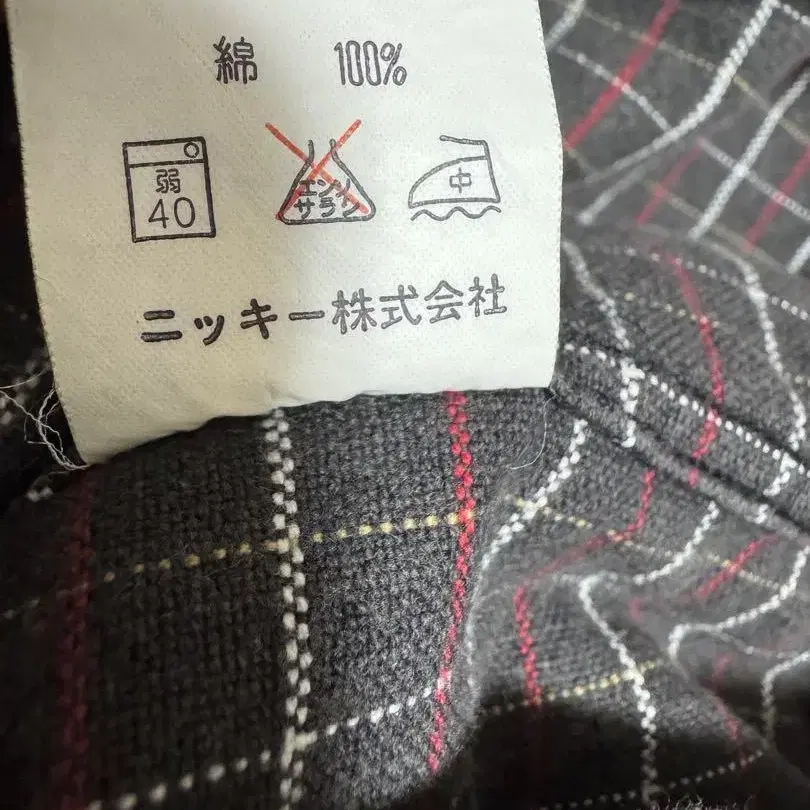 綿 100%
弱 エンソ 中
40 サラシ
ニッキー株式会社